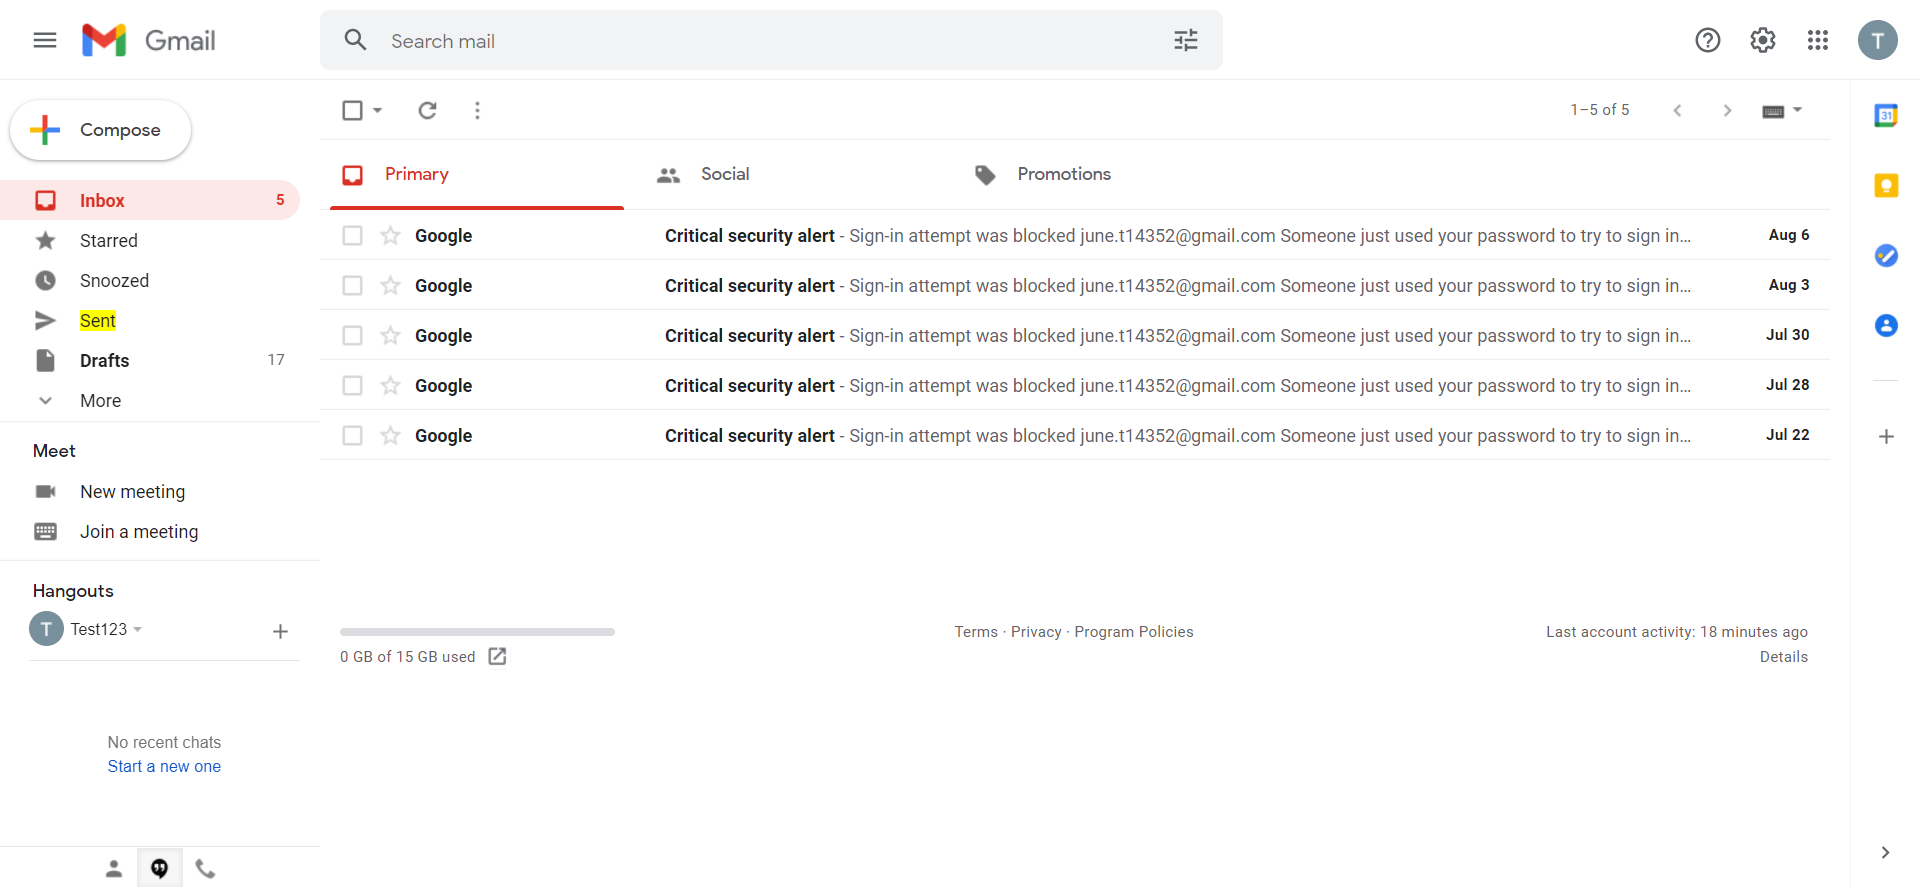 Gmail
Search mail
T
Compose
1–5 of 5
31
Inbox 5
Starred
Snoozed
Sent
Drafts 17
More
Primary Social Promotions
Google Critical security alert - Sign-in attempt was blocked june.t14352@gmail.com Someone just used your password to try to sign in… Aug 6
Google Critical security alert - Sign-in attempt was blocked june.t14352@gmail.com Someone just used your password to try to sign in… Aug 3
Google Critical security alert - Sign-in attempt was blocked june.t14352@gmail.com Someone just used your password to try to sign in… Jul 30
Google Critical security alert - Sign-in attempt was blocked june.t14352@gmail.com Someone just used your password to try to sign in… Jul 28
Google Critical security alert - Sign-in attempt was blocked june.t14352@gmail.com Someone just used your password to try to sign in… Jul 22
Meet
New meeting
Join a meeting
Hangouts
T Test123
No recent chats
Start a new one
0 GB of 15 GB used
Terms · Privacy · Program Policies
Last account activity: 18 minutes ago
Details